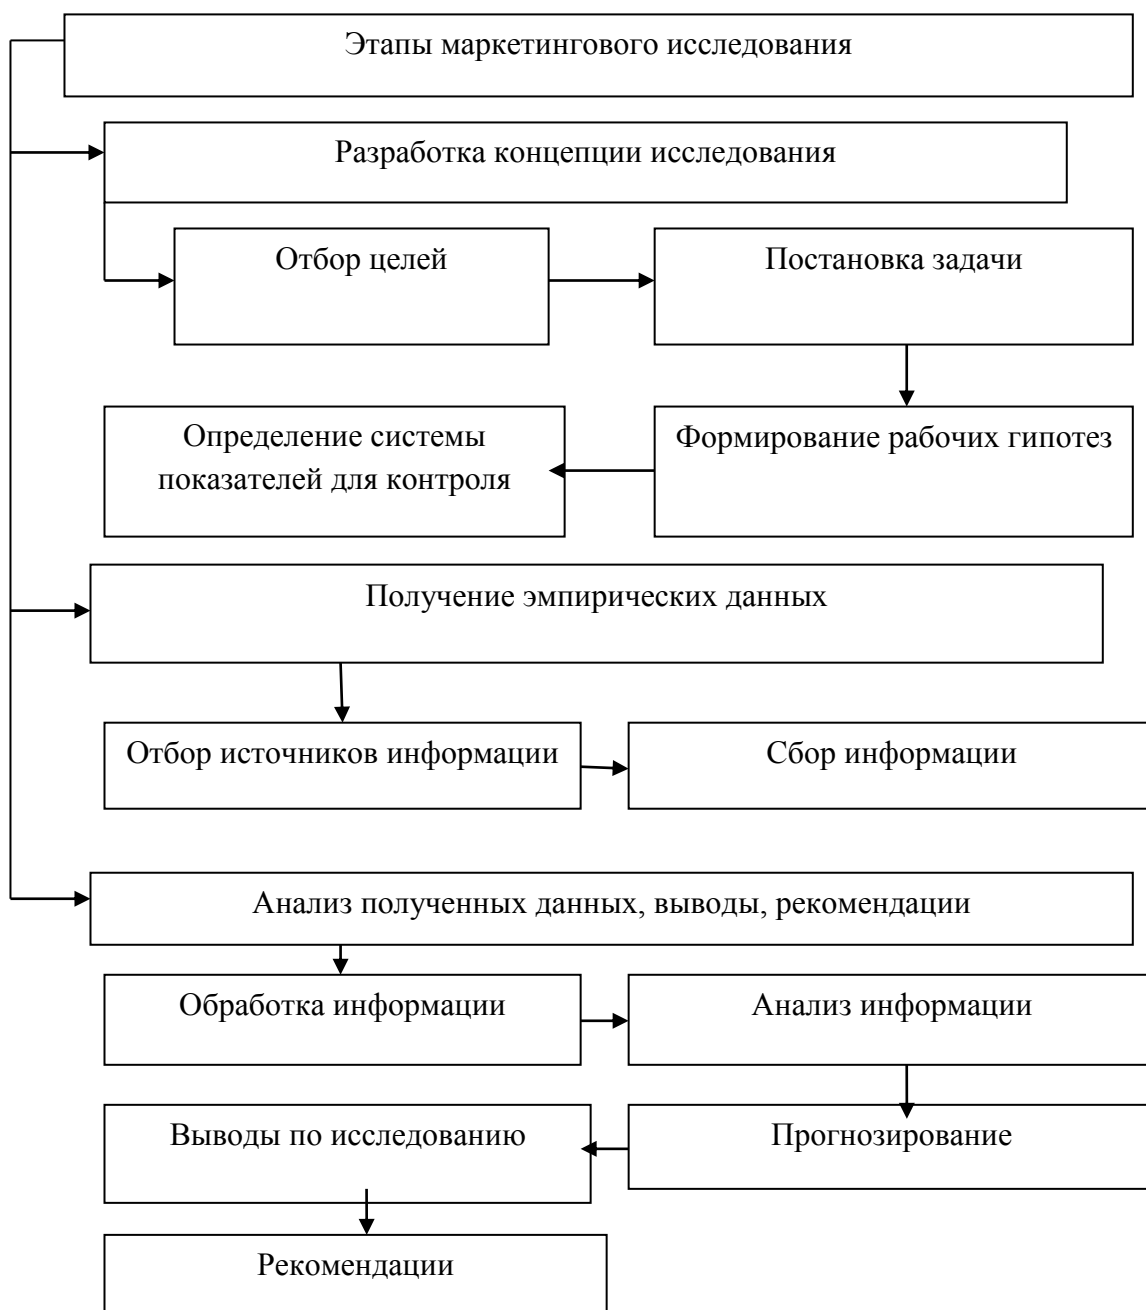 Этапы маркетингового исследования
Разработка концепции исследования
Отбор целей
Постановка задачи
Определение системы
показателей для контроля
Формирование рабочих гипотез
Получение эмпирических данных
Отбор источников информации
Сбор информации
Анализ полученных данных, выводы, рекомендации
Обработка информации
Анализ информации
Выводы по исследованию
Прогнозирование
Рекомендации